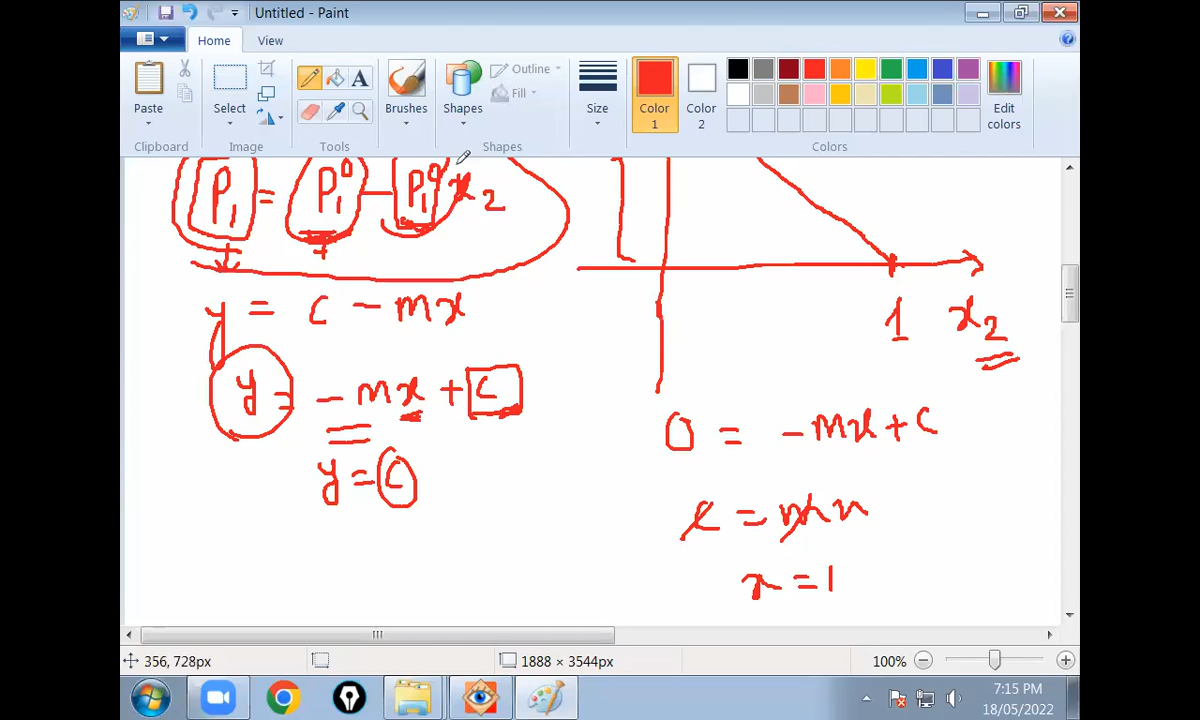 Untitled - Paint
Home View
Paste Select Brushes Shapes Outline Fill Size Color 1 Color 2 Edit colors
Clipboard Image Tools Shapes Colors
P₁ = P₁⁰ − P₁⁰ x₂
y = c − mx
y = − mx + c
y = c
1 x₂
0 = − mx + c
c = mx
x = 1
356, 728px 1888 × 3544px 100%
7:15 PM
18/05/2022